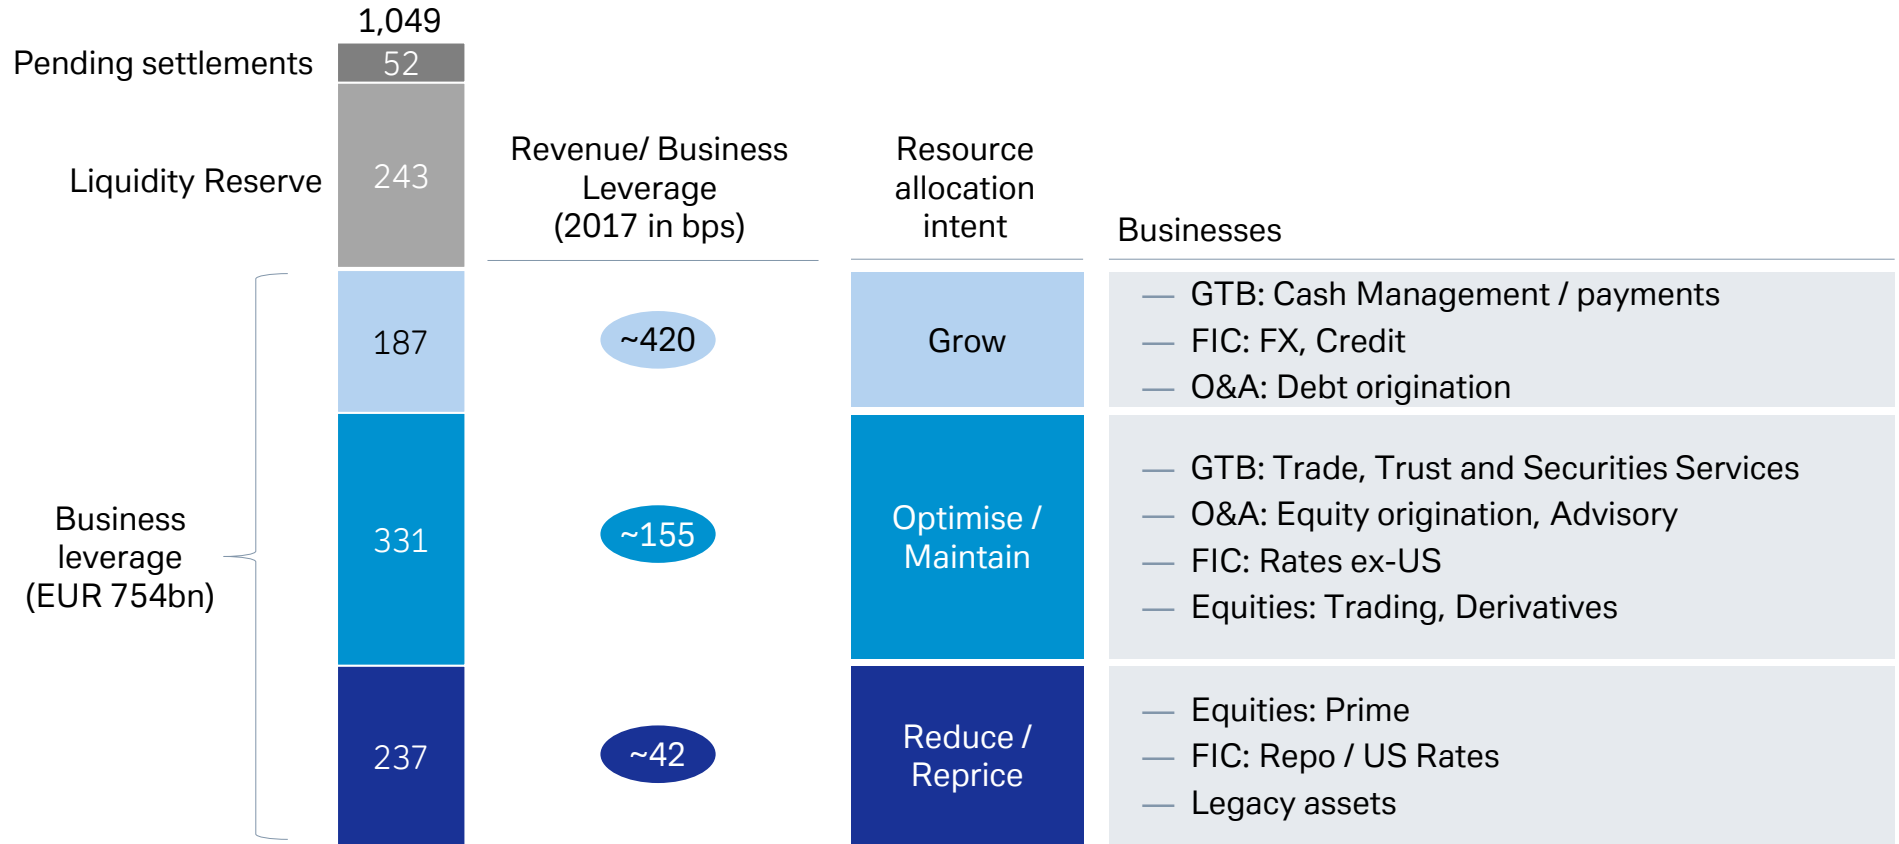 1,049
Pending settlements
52
Liquidity Reserve
243
Revenue/ Business
Leverage
(2017 in bps)
Resource
allocation
intent
Businesses
Business
leverage
(EUR 754bn)
187
~420
Grow
— GTB: Cash Management / payments
— FIC: FX, Credit
— O&A: Debt origination
331
~155
Optimise /
Maintain
— GTB: Trade, Trust and Securities Services
— O&A: Equity origination, Advisory
— FIC: Rates ex-US
— Equities: Trading, Derivatives
237
~42
Reduce /
Reprice
— Equities: Prime
— FIC: Repo / US Rates
— Legacy assets